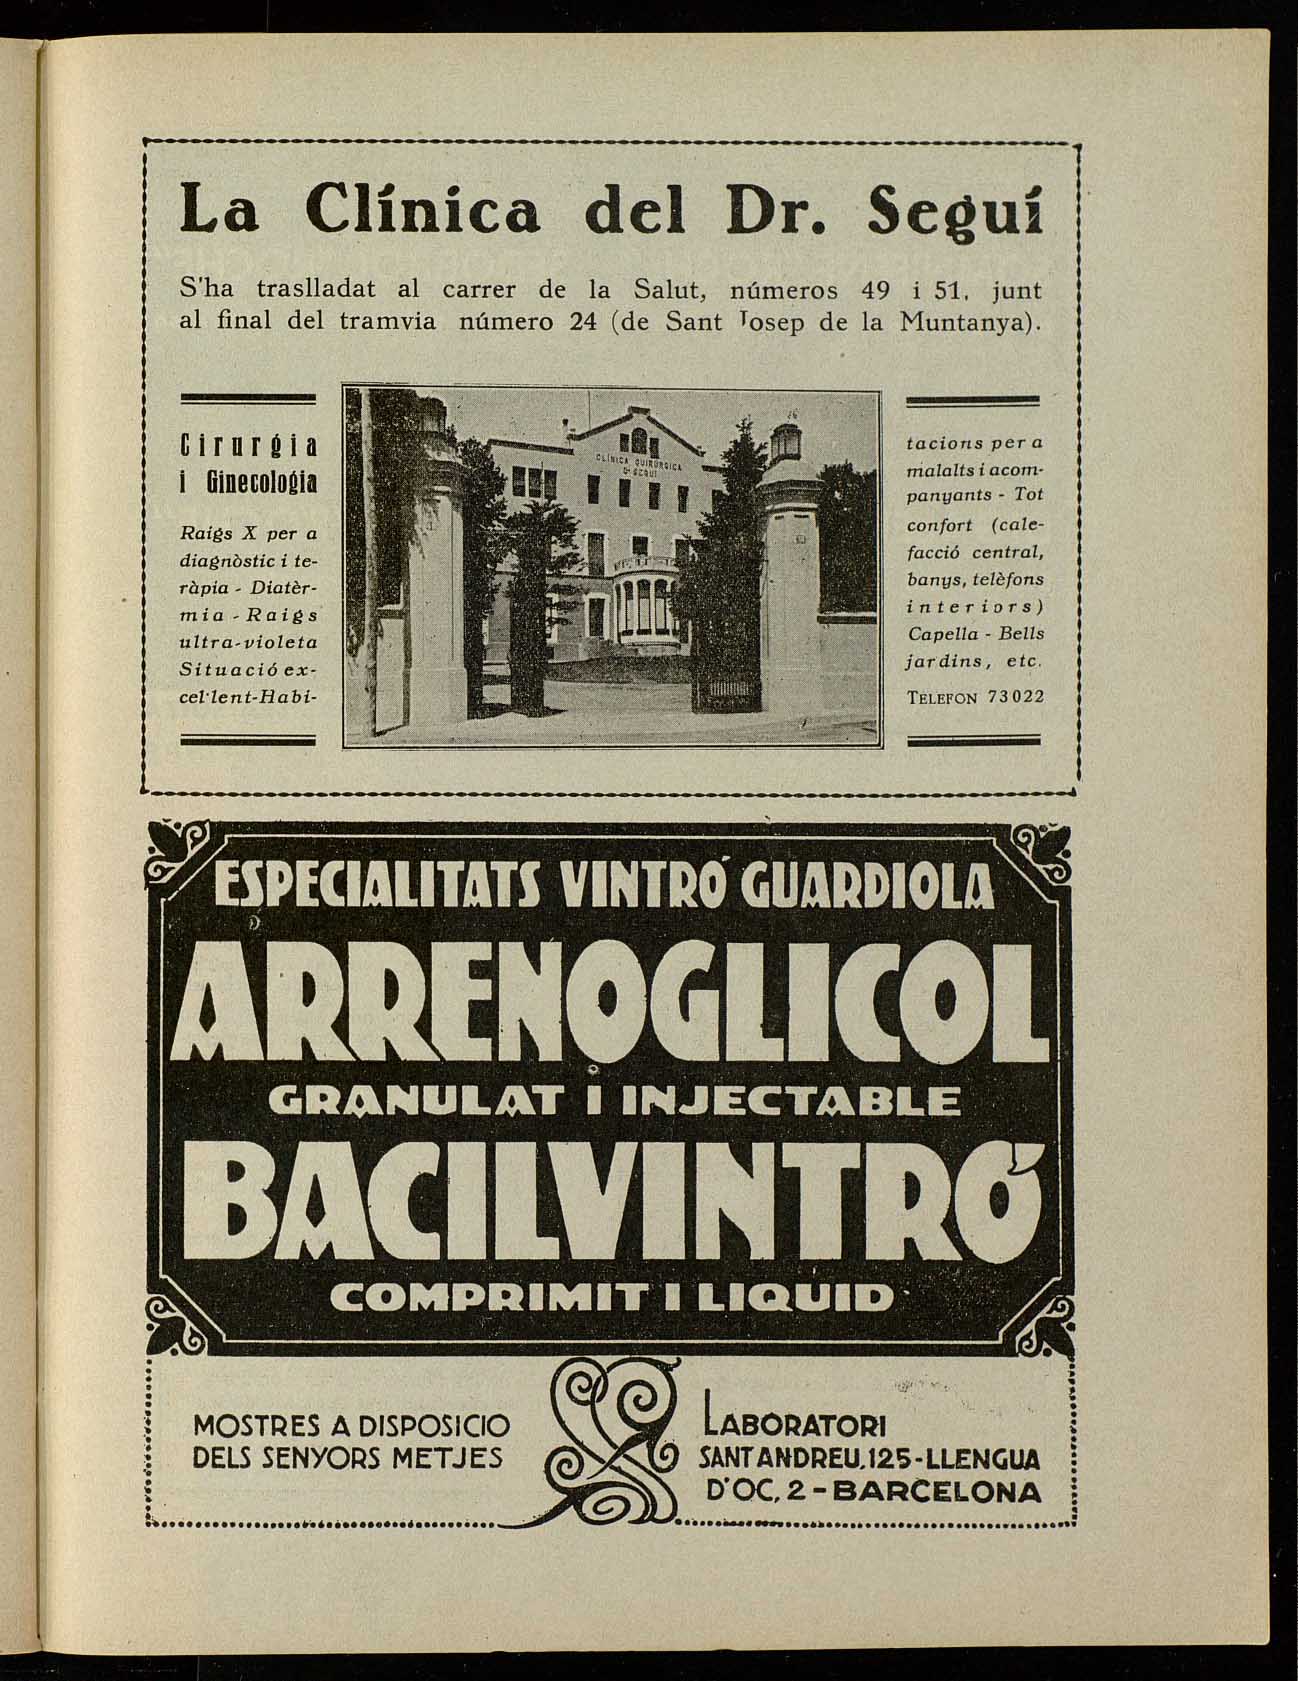 La Clínica del Dr. Seguí
S'ha traslladat al carrer de la Salut, números 49 i 51, junt
al final del tramvia número 24 (de Sant Josep de la Muntanya).
Cirurgia
i Ginecologia
Raigs X per a
diagnòstic i te-
ràpia - Diatèr-
mia - Raigs
ultra-violeta
Situació ex-
cel·lent-Habi-
CLÍNICA QUIRÚRGICA
Dr SEGUI
tacions per a
malalts i acom-
panyants - Tot
confort (cale-
facció central,
banys, telèfons
interiors)
Capella - Bells
jardins, etc.
TELEFON 73022
ESPECIALITATS VINTRÓ GUARDIOLA
ARRENOGLICOL
GRANULAT I INJECTABLE
BACILVINTRÓ
COMPRIMIT I LIQUID
MOSTRES A DISPOSICIO
DELS SENYORS METJES
LABORATORI
SANT ANDREU, 125-LLENGUA
D'OC, 2 - BARCELONA